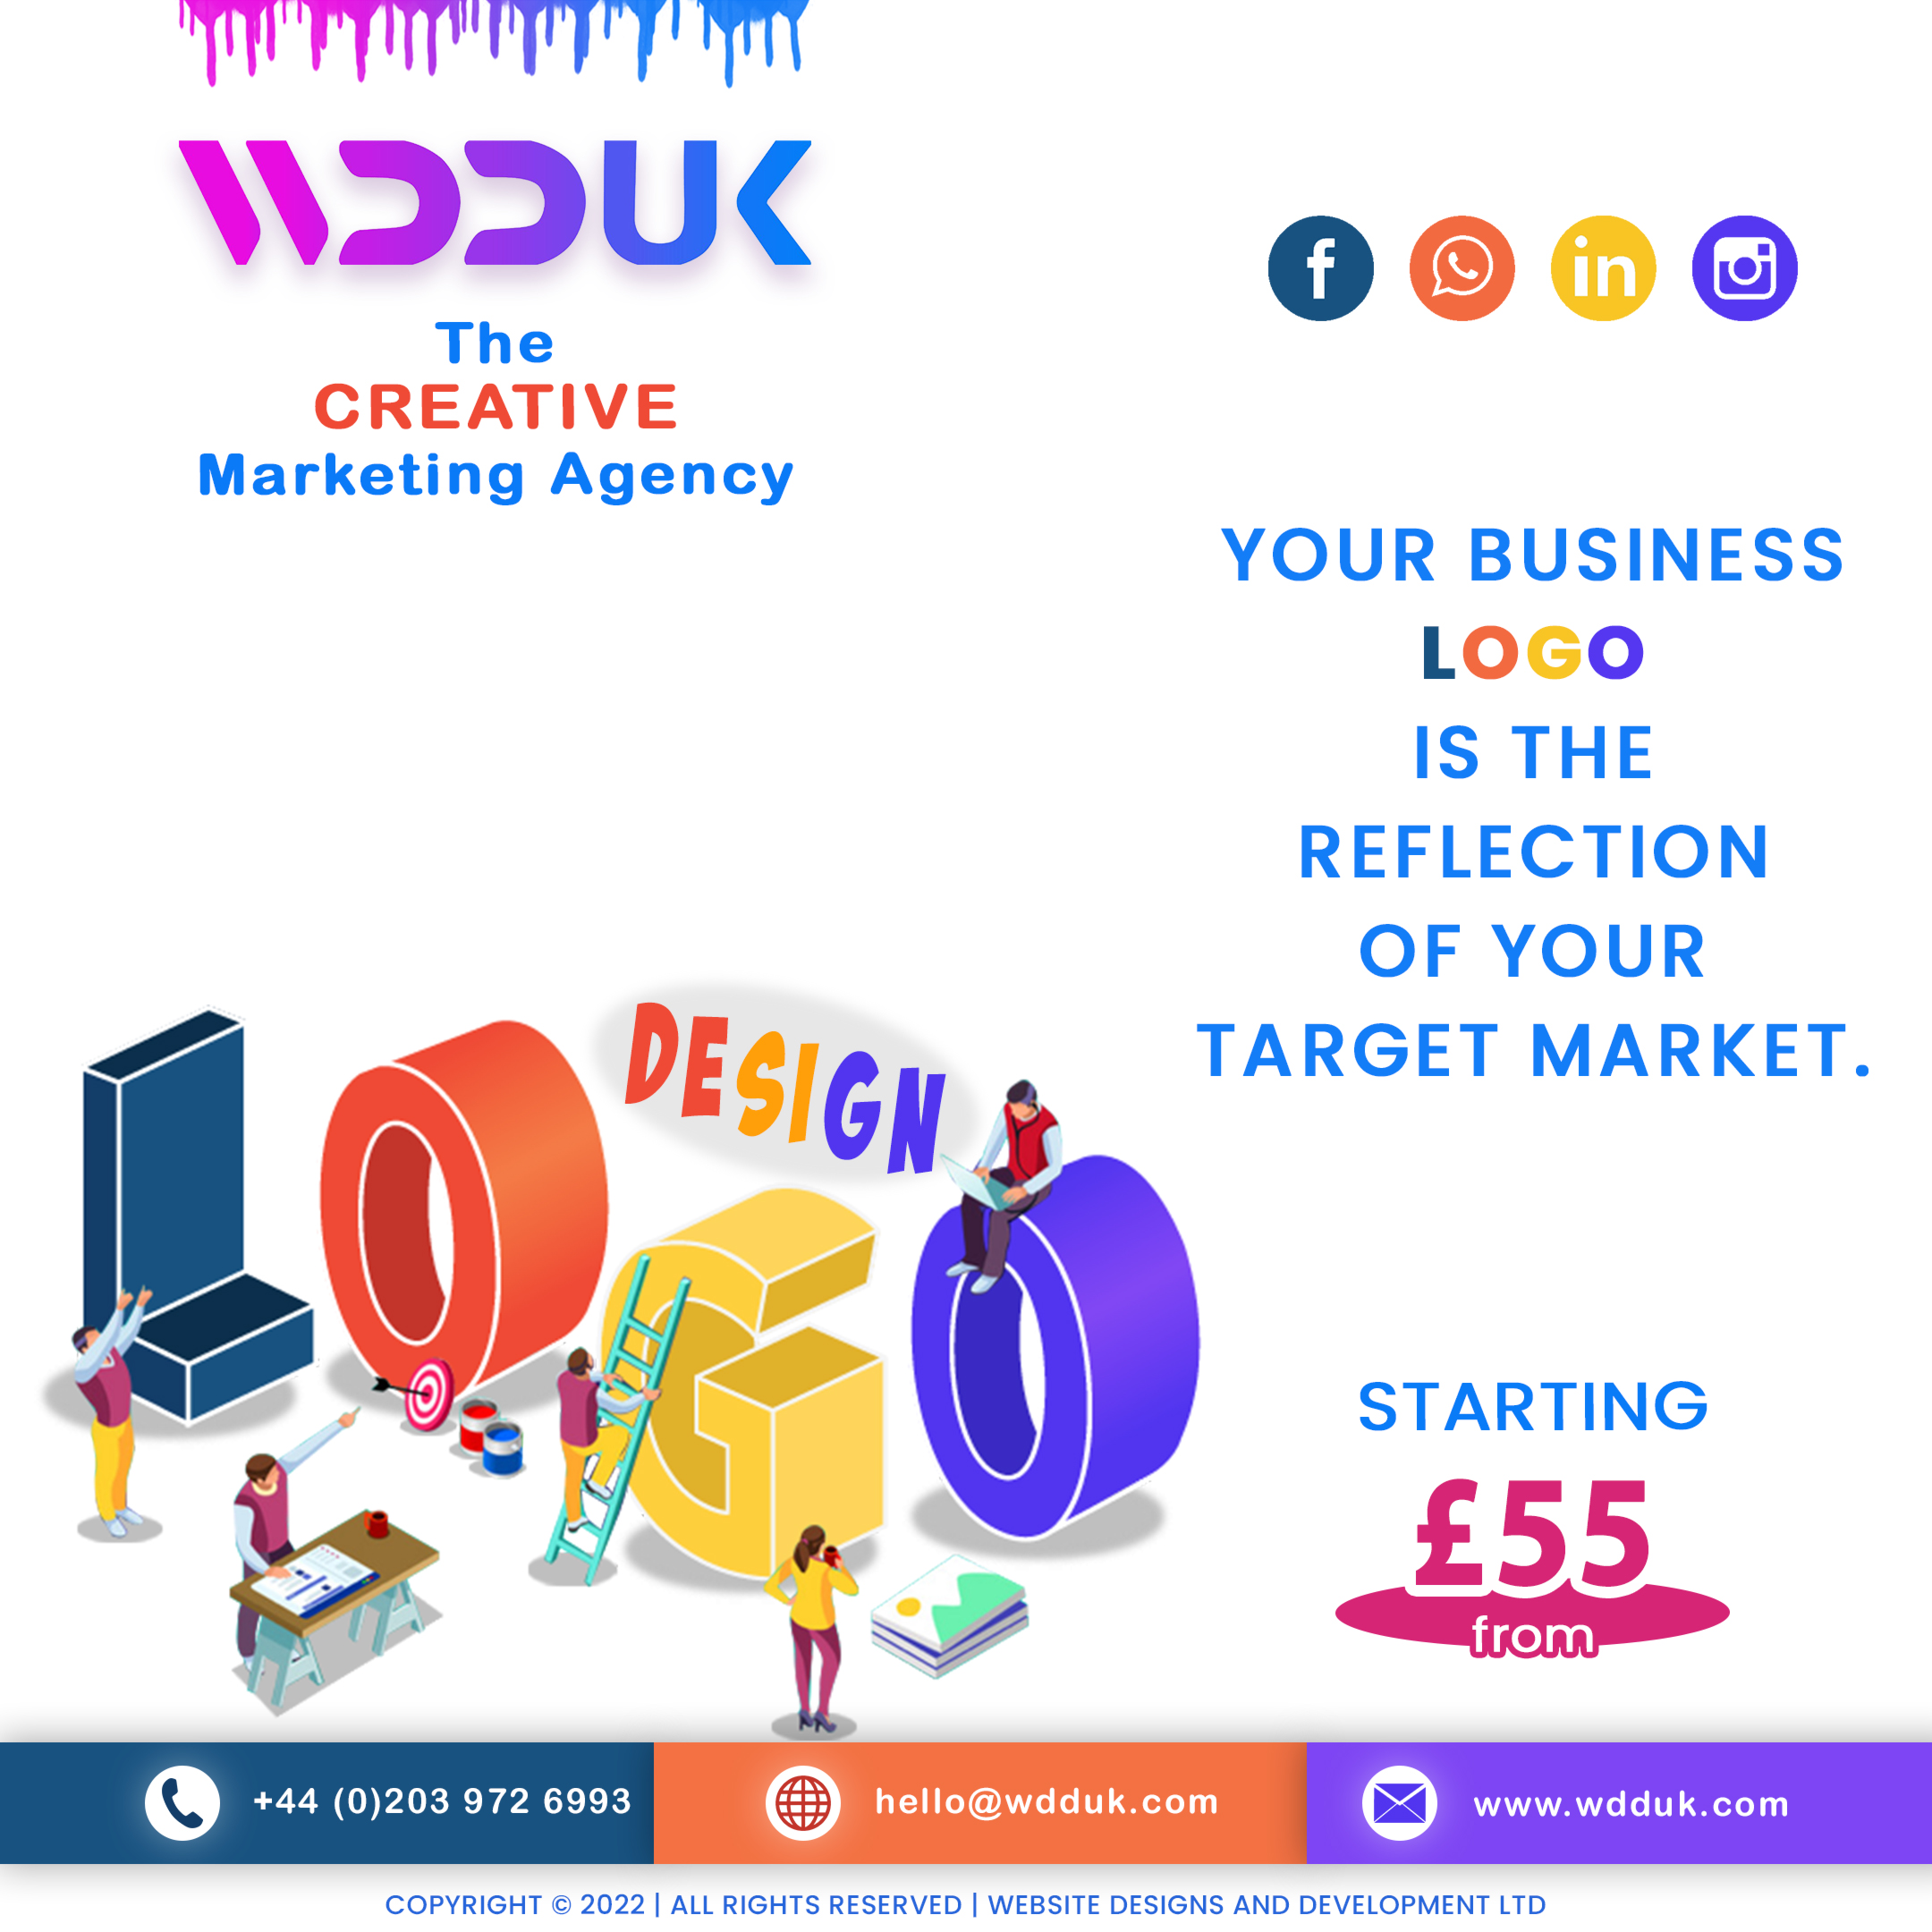 WDDUK
The
CREATIVE
Marketing Agency
f
in
YOUR BUSINESS
LOGO
IS THE
REFLECTION
OF YOUR
TARGET MARKET.
DESIGN
LOGO
STARTING
£55
from
+44 (0)203 972 6993
hello@wdduk.com
www.wdduk.com
COPYRIGHT © 2022 | ALL RIGHTS RESERVED | WEBSITE DESIGNS AND DEVELOPMENT LTD